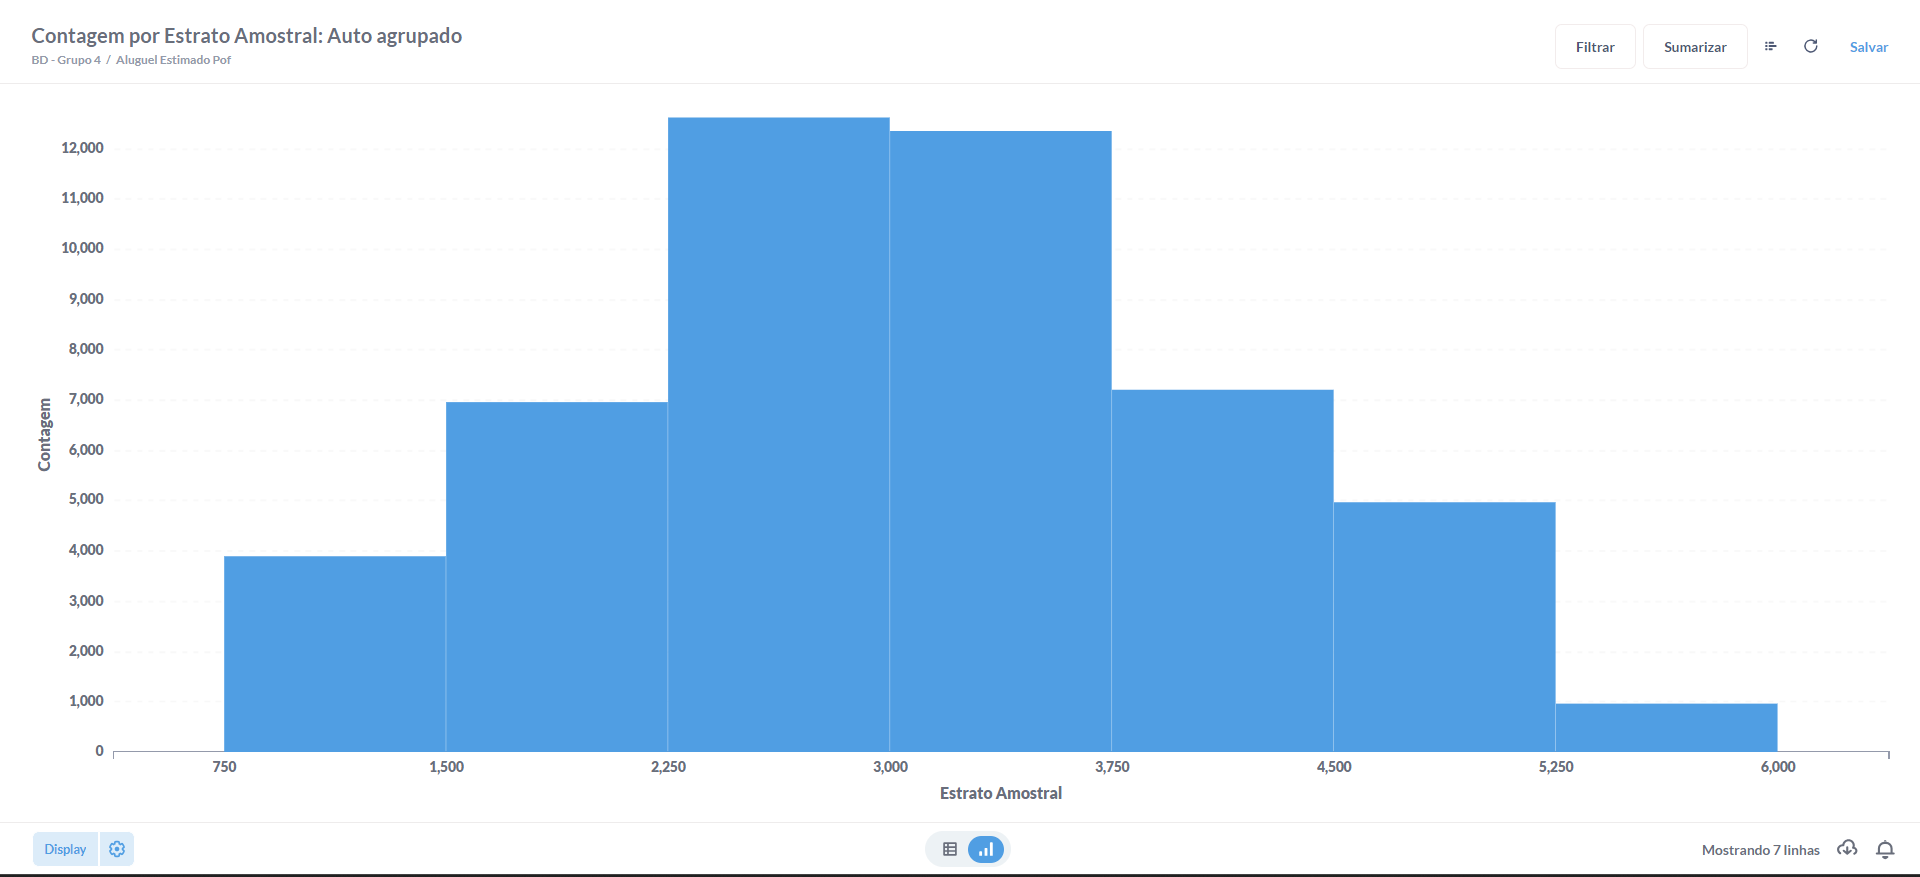 Contagem por Estrato Amostral: Auto agrupado
BD - Grupo 4 / Aluguel Estimado Pof
Filtrar
Sumarizar
Salvar
12,000
11,000
10,000
9,000
8,000
7,000
6,000
5,000
4,000
3,000
2,000
1,000
0
Contagem
750 1,500 2,250 3,000 3,750 4,500 5,250 6,000
Estrato Amostral
Display
Mostrando 7 linhas